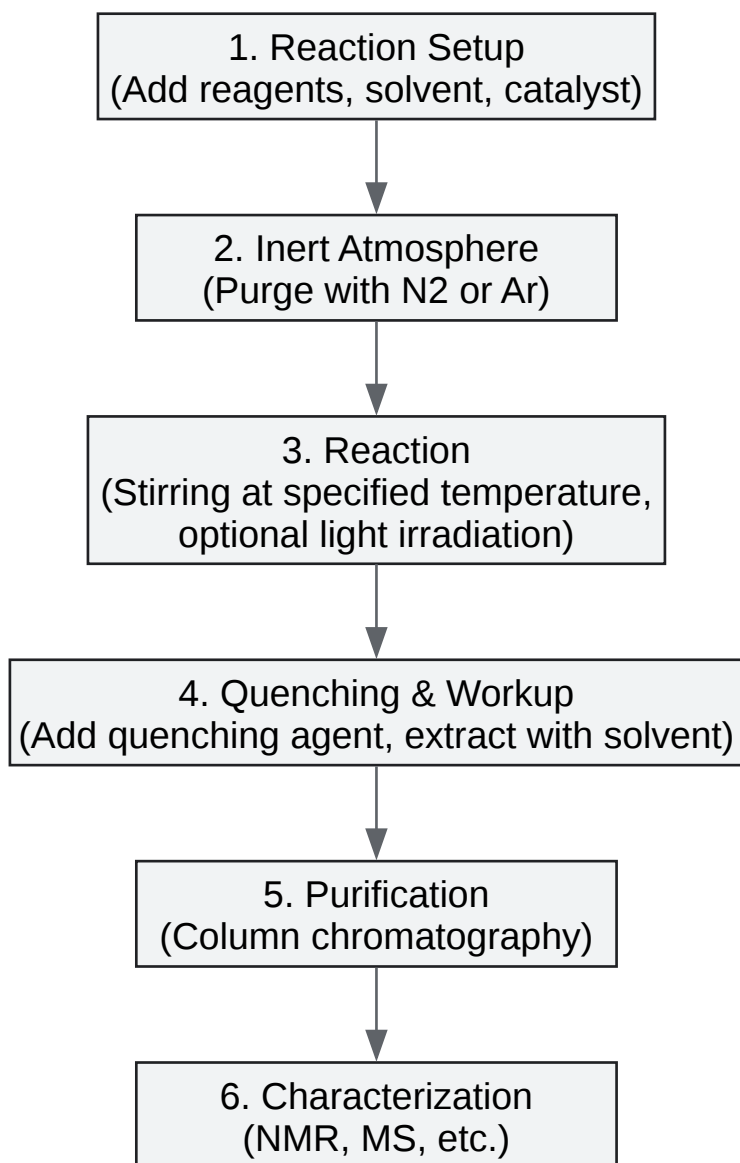 1. Reaction Setup
(Add reagents, solvent, catalyst)
2. Inert Atmosphere
(Purge with N2 or Ar)
3. Reaction
(Stirring at specified temperature,
optional light irradiation)
4. Quenching & Workup
(Add quenching agent, extract with solvent)
5. Purification
(Column chromatography)
6. Characterization
(NMR, MS, etc.)